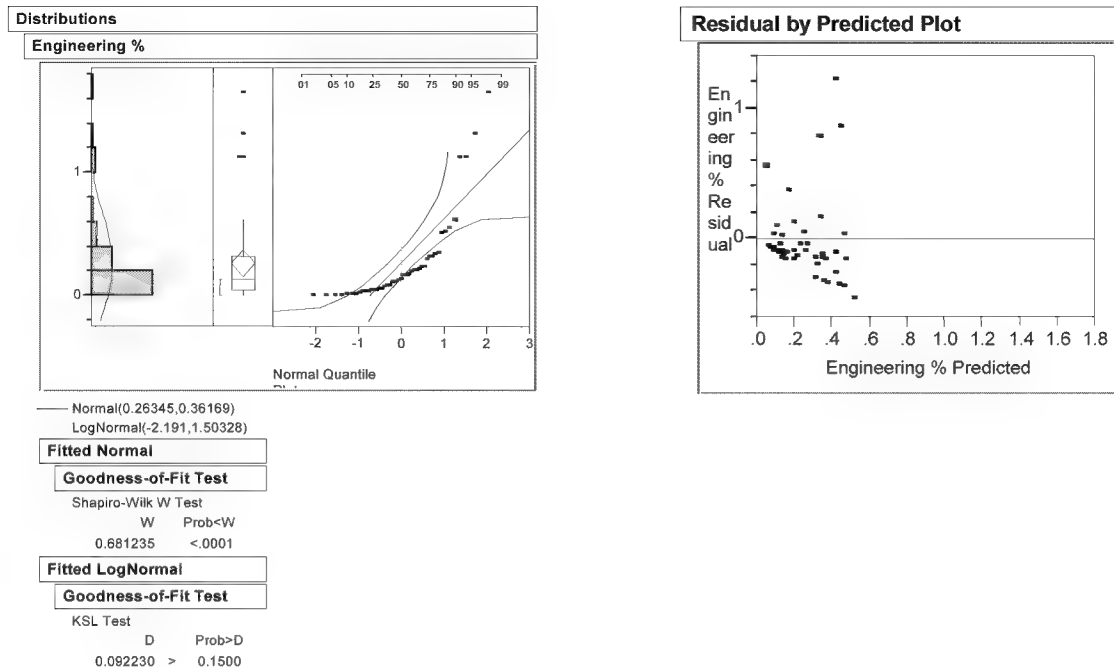 Distributions
Engineering %
01 05 10 25 50 75 90 95 99
1
0
-2 -1 0 1 2 3
Normal Quantile
Normal(0.26345,0.36169)
LogNormal(-2.191,1.50328)
Fitted Normal
Goodness-of-Fit Test
Shapiro-Wilk W Test
W Prob<W
0.681235 <.0001
Fitted LogNormal
Goodness-of-Fit Test
KSL Test
D Prob>D
0.092230 > 0.1500
Residual by Predicted Plot
En
gin
eer
ing
%
Re
sid
ual
1
0
.0 .2 .4 .6 .8 1.0 1.2 1.4 1.6 1.8
Engineering % Predicted